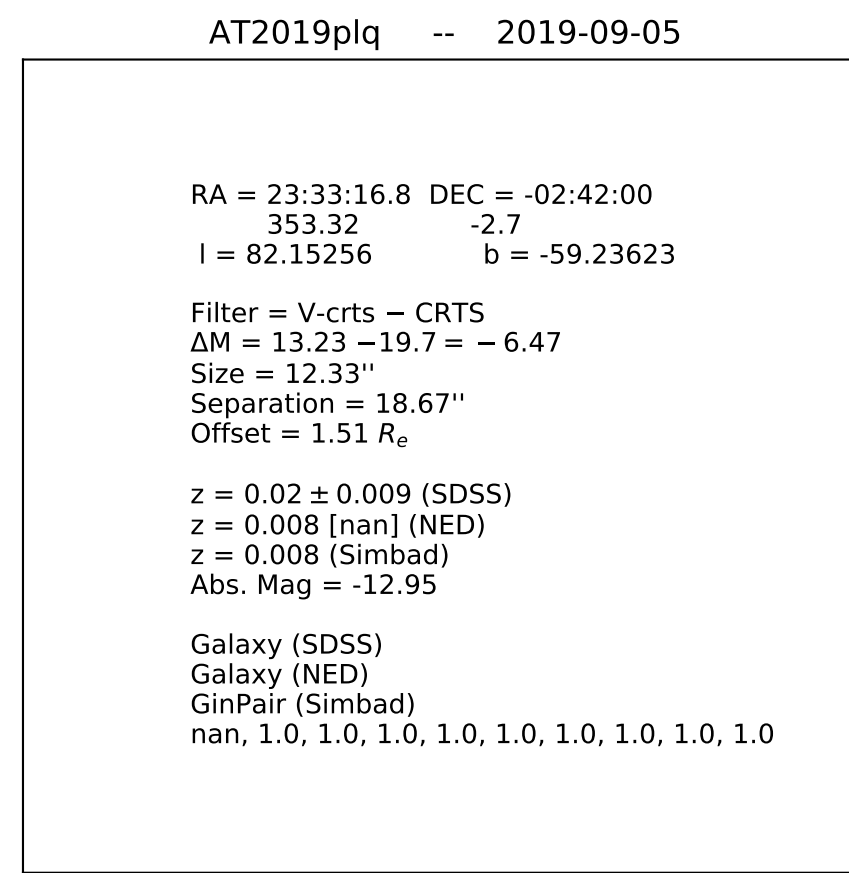 AT2019plq -- 2019-09-05
RA = 23:33:16.8 DEC = -02:42:00
353.32 -2.7
l = 82.15256 b = -59.23623
Filter = V-crts − CRTS
ΔM = 13.23 −19.7 = − 6.47
Size = 12.33''
Separation = 18.67''
Offset = 1.51 Rₑ
z = 0.02 ± 0.009 (SDSS)
z = 0.008 [nan] (NED)
z = 0.008 (Simbad)
Abs. Mag = -12.95
Galaxy (SDSS)
Galaxy (NED)
GinPair (Simbad)
nan, 1.0, 1.0, 1.0, 1.0, 1.0, 1.0, 1.0, 1.0, 1.0